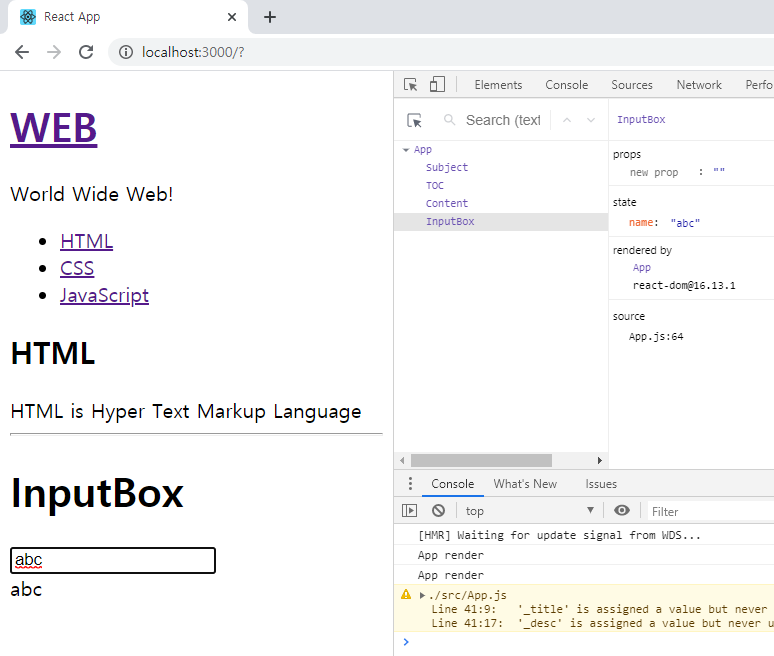 React App
localhost:3000/?
WEB
World Wide Web!
HTML
CSS
JavaScript
HTML
HTML is Hyper Text Markup Language
InputBox
abc
abc
Elements Console Sources Network Perfo
Search (text
App
Subject
TOC
Content
InputBox
InputBox
props
new prop : ""
state
name: "abc"
rendered by
App
react-dom@16.13.1
source
App.js:64
Console What's New Issues
top Filter
[HMR] Waiting for update signal from WDS...
App render
App render
./src/App.js
Line 41:9: '_title' is assigned a value but never
Line 41:17: '_desc' is assigned a value but never u